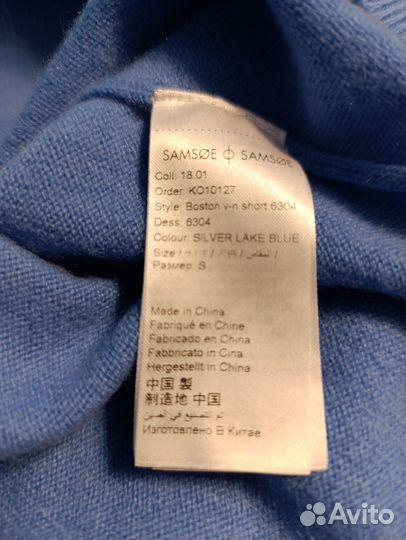 SAMSØE Φ SAMSØE
Coll: 18.01
Order: KO10127
Style: Boston v-n short 6304
Dess: 6304
Colour: SILVER LAKE BLUE
Size / المقاس /
Размер: S
Made in China
Fabriqué en Chine
Fabricado en China
Fabbricato in Cina
Hergestellt in China
中国 製
制造地 中国
تم التصنيع في الصين
Изготовлено В Китае
Avito